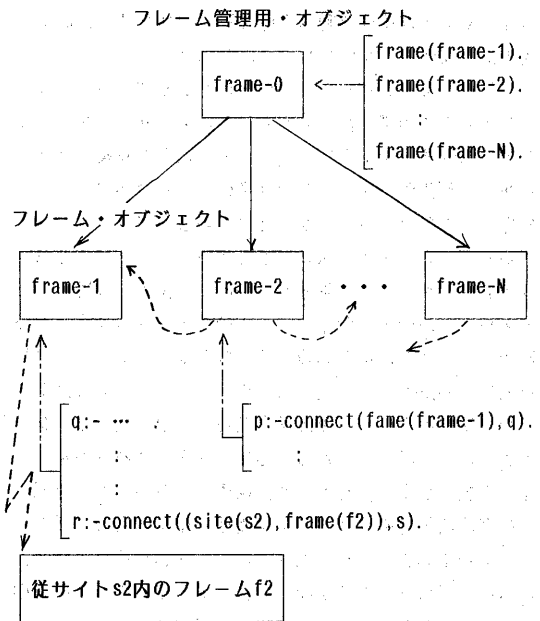 フレーム管理用・オブジェクト
frame(frame-1).
frame-0
frame(frame-2).
:
frame(frame-N).
フレーム・オブジェクト
frame-1
frame-2
・・・
frame-N
q:- … .
p:-connect(fame(frame-1),q).
:
:
:
r:-connect((site(s2),frame(f2)),s).
従サイトs2内のフレームf2